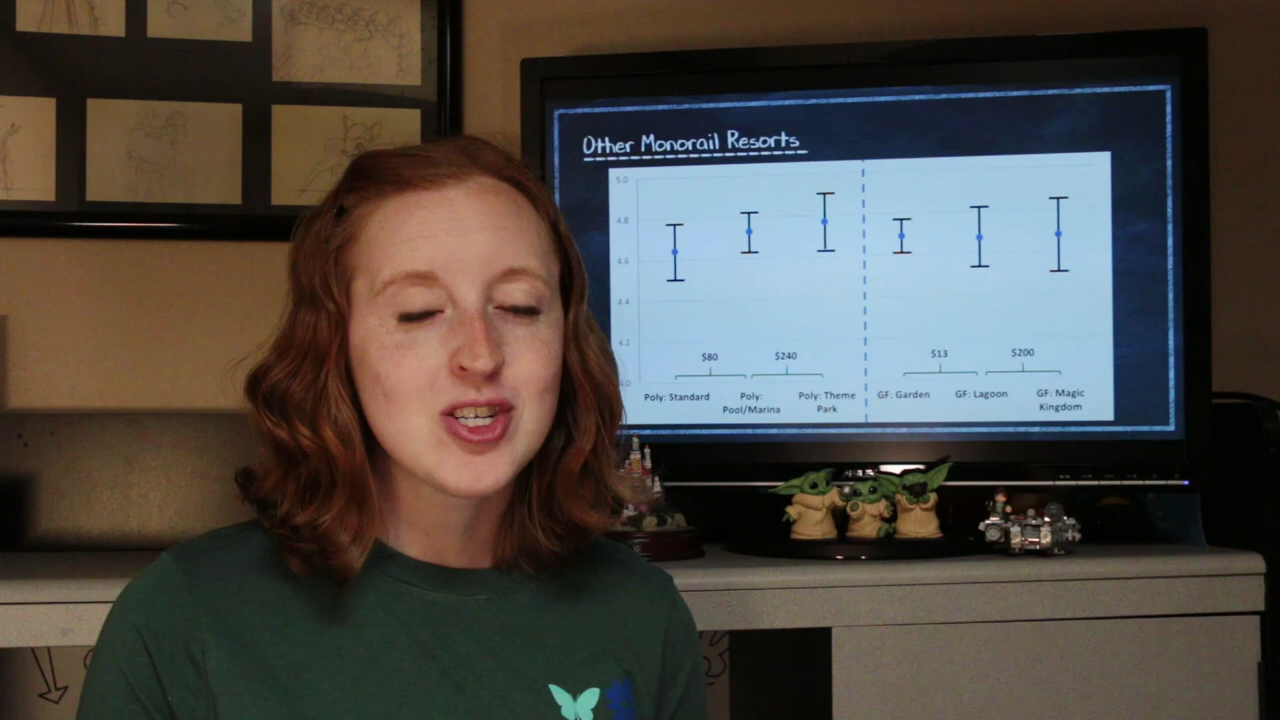 Other Monorail Resorts
5.0
4.8
4.6
4.4
4.2
$80
$240
$13
$200
Poly: Standard
Poly:
Pool/Marina
Poly: Theme
Park
GF: Garden
GF: Lagoon
GF: Magic
Kingdom